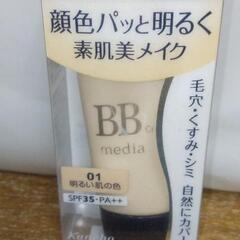 顔色パッと明るく
素肌美メイク
毛穴・くすみ・シミ
自然にカバー
BB
media
01
明るい肌の色
SPF35・PA++